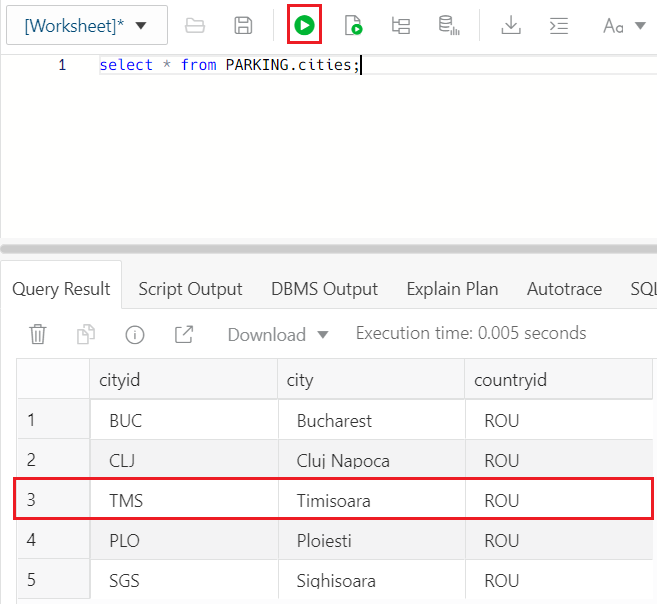 [Worksheet]* Aa
1 select * from PARKING.cities;
Query Result Script Output DBMS Output Explain Plan Autotrace SQL
Download Execution time: 0.005 seconds
cityid city countryid
1 BUC Bucharest ROU
2 CLJ Cluj Napoca ROU
3 TMS Timisoara ROU
4 PLO Ploiesti ROU
5 SGS Sighisoara ROU